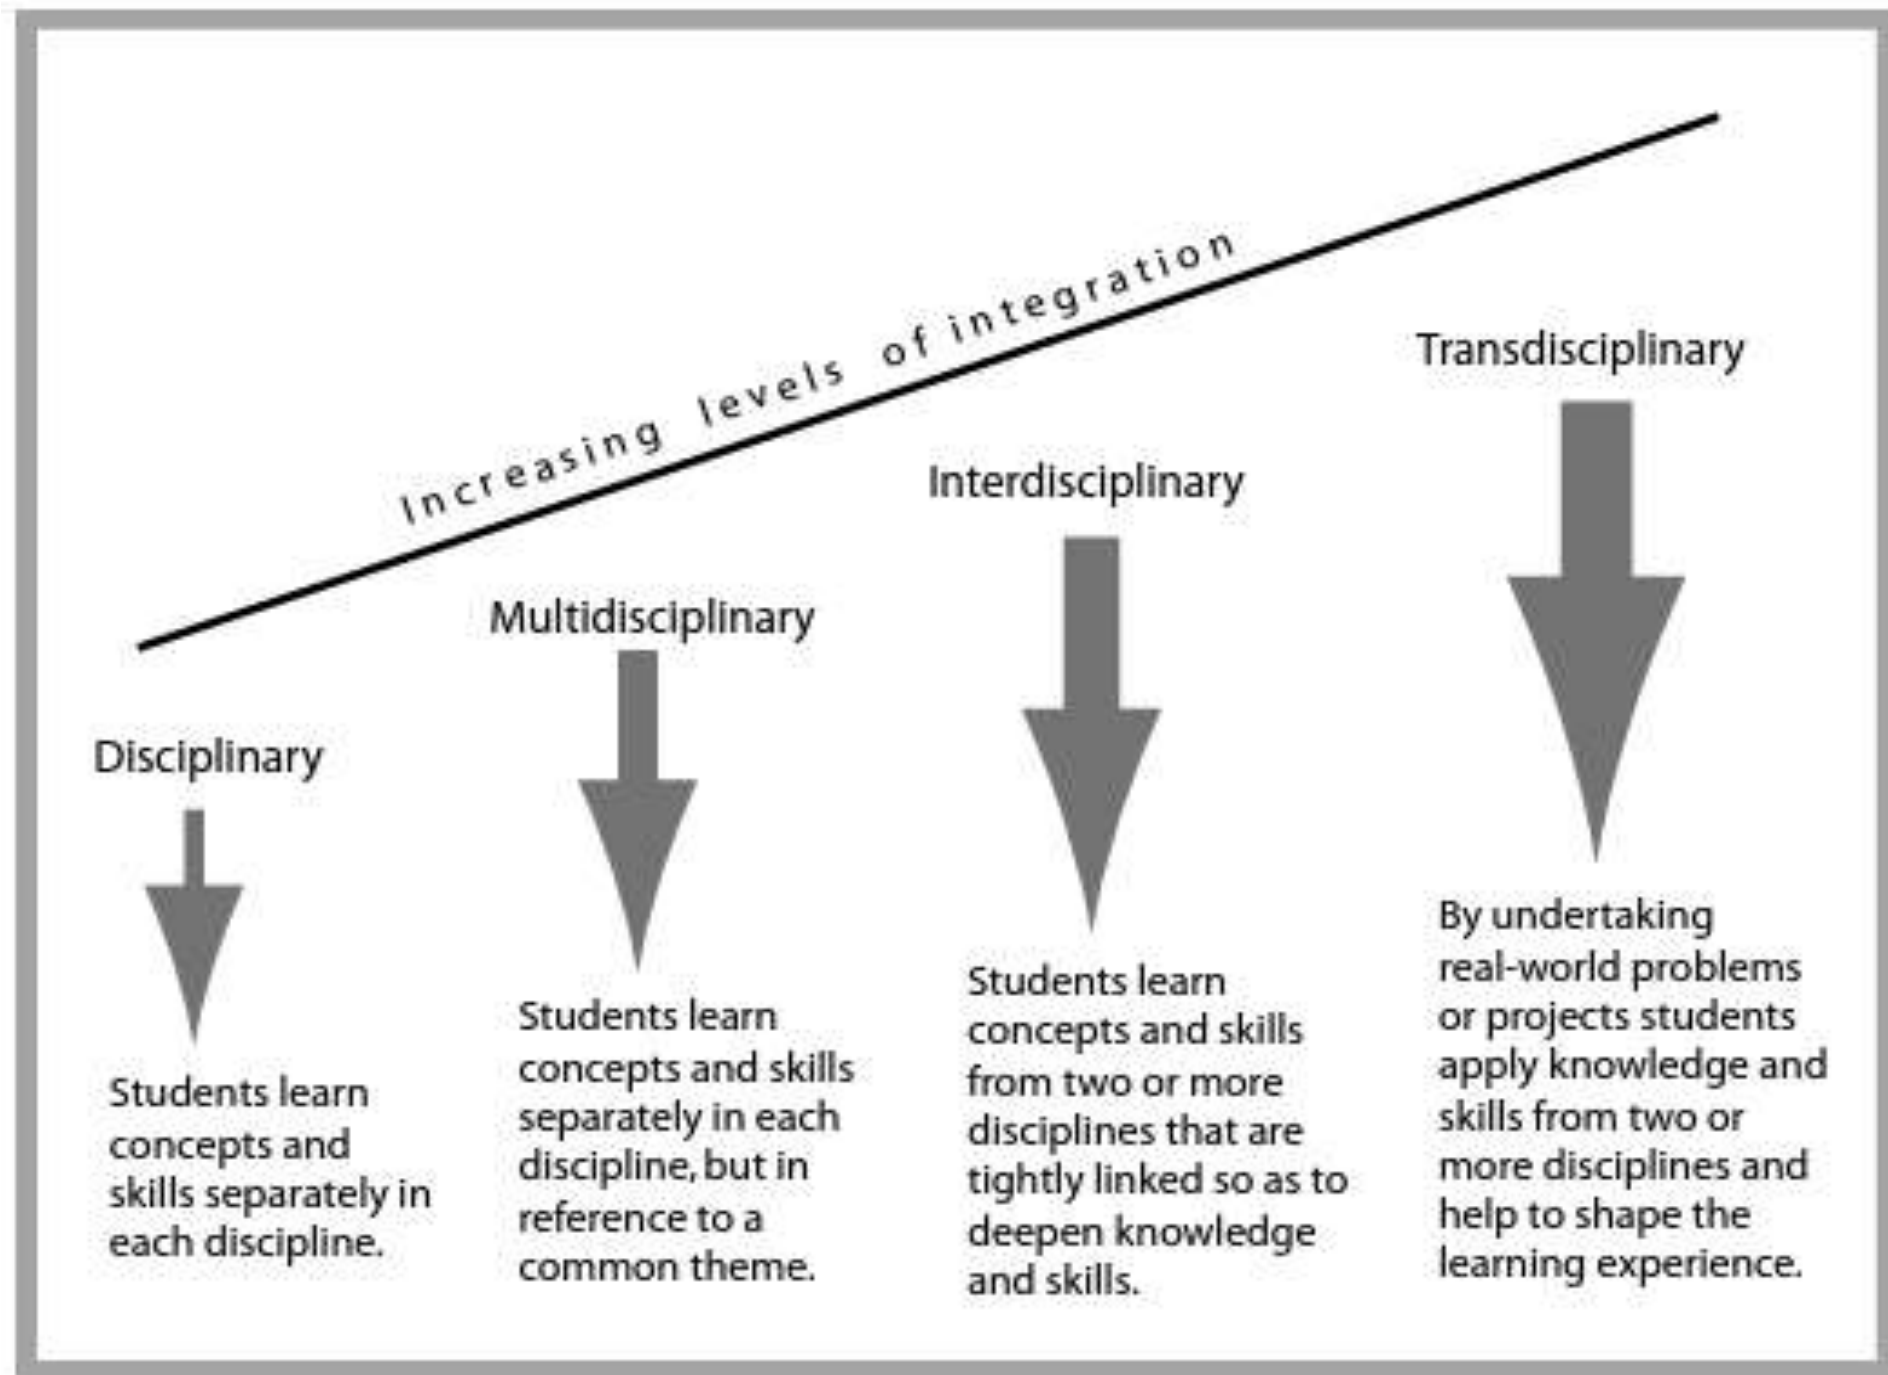 Increasing levels of integration
Disciplinary
Students learn
concepts and
skills separately in
each discipline.
Multidisciplinary
Students learn
concepts and skills
separately in each
discipline, but in
reference to a
common theme.
Interdisciplinary
Students learn
concepts and skills
from two or more
disciplines that are
tightly linked so as to
deepen knowledge
and skills.
Transdisciplinary
By undertaking
real-world problems
or projects students
apply knowledge and
skills from two or
more disciplines and
help to shape the
learning experience.